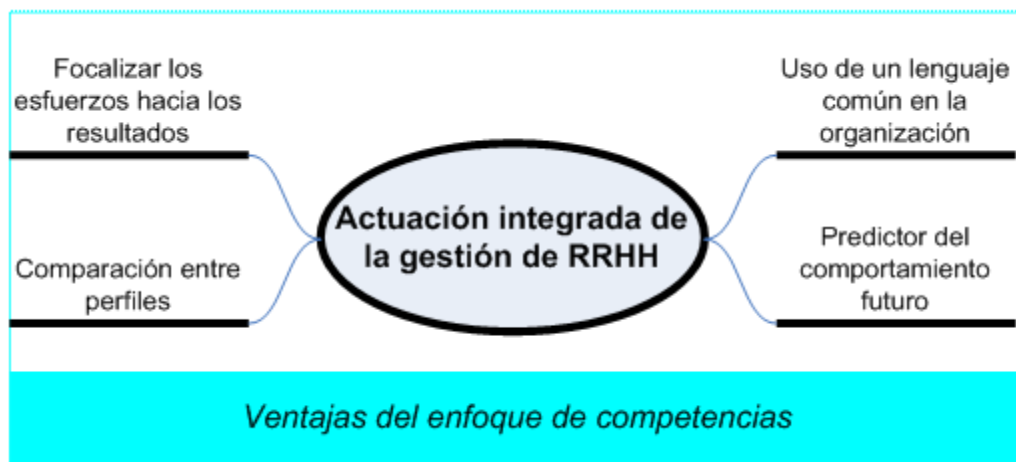 Focalizar los
esfuerzos hacia los
resultados
Uso de un lenguaje
común en la
organización
Actuación integrada de
la gestión de RRHH
Comparación entre
perfiles
Predictor del
comportamiento
futuro
Ventajas del enfoque de competencias